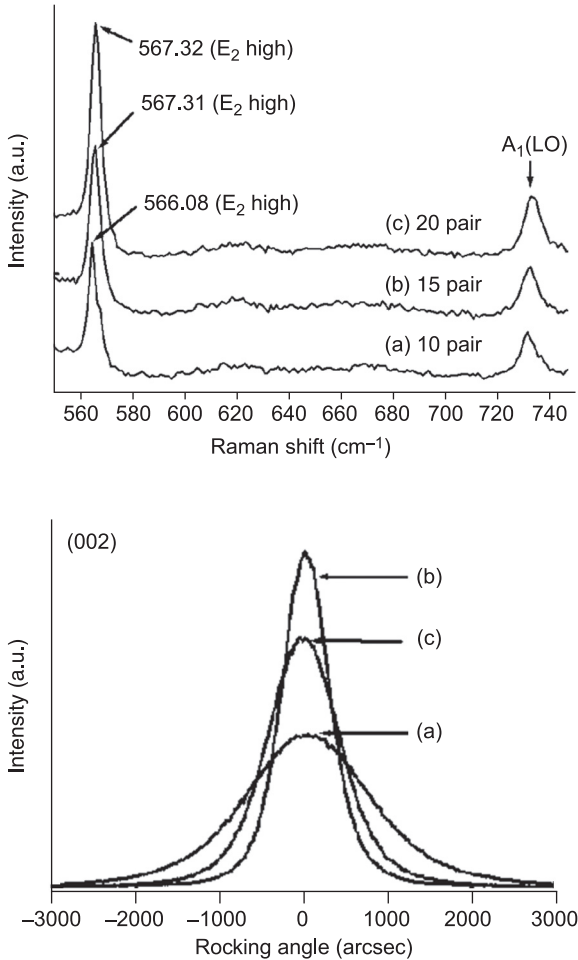 567.32 (E₂ high)
567.31 (E₂ high)
566.08 (E₂ high)
A₁(LO)
(c) 20 pair
(b) 15 pair
(a) 10 pair
Intensity (a.u.)
560 580 600 620 640 660 680 700 720 740
Raman shift (cm⁻¹)
(002)
(b)
(c)
(a)
Intensity (a.u.)
–3000 –2000 –1000 0 1000 2000 3000
Rocking angle (arcsec)